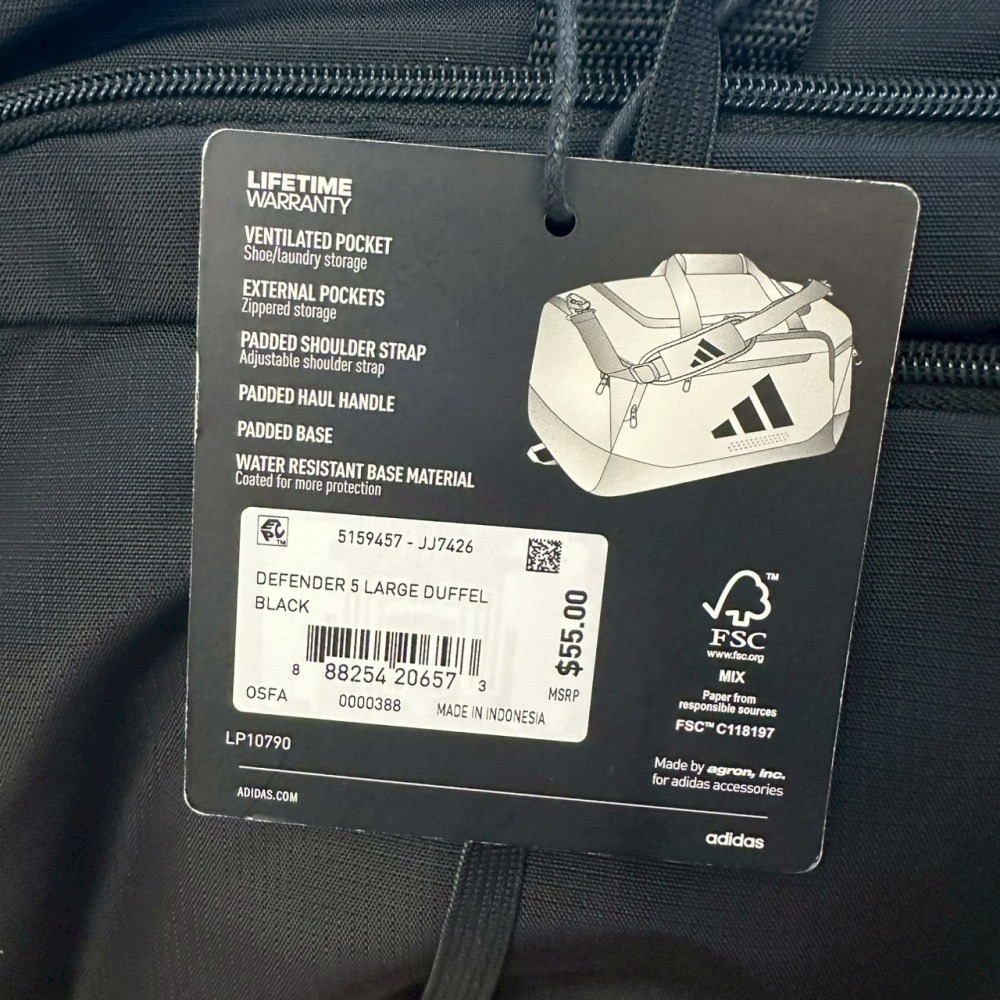 LIFETIME
WARRANTY
VENTILATED POCKET
Shoe/laundry storage
EXTERNAL POCKETS
Zippered storage
PADDED SHOULDER STRAP
Adjustable shoulder strap
PADDED HAUL HANDLE
PADDED BASE
WATER RESISTANT BASE MATERIAL
Coated for more protection
5159457 - JJ7426
DEFENDER 5 LARGE DUFFEL
BLACK
8 88254 20657 3
OSFA
0000388
MADE IN INDONESIA
$55.00
MSRP
LP10790
ADIDAS.COM
TM
FSC
www.fsc.org
MIX
Paper from
responsible sources
FSC™ C118197
Made by agron, inc.
for adidas accessories
adidas